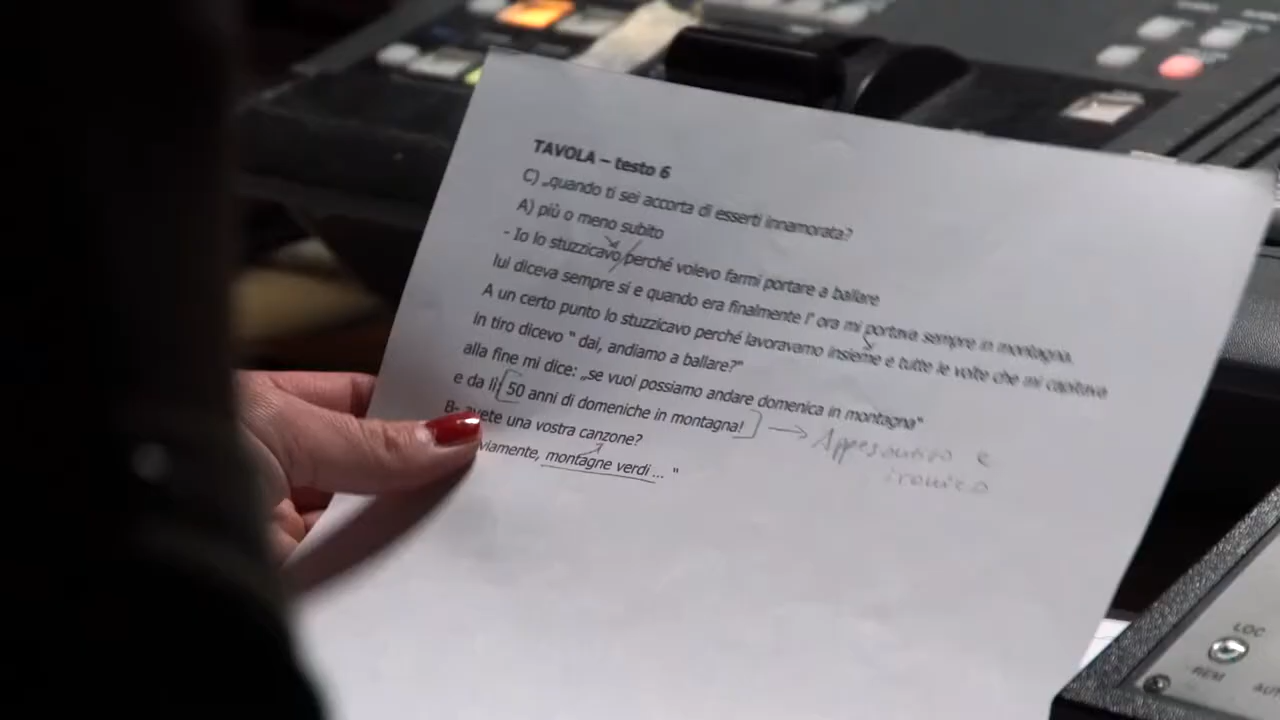 TAVOLA – testo 6
C) „quando ti sei accorta di esserti innamorata?
A) più o meno subito
- Io lo stuzzicavo perché volevo farmi portare a ballare
lui diceva sempre si e quando era finalmente l' ora mi portava sempre in montagna.
A un certo punto lo stuzzicavo perché lavoravamo insieme e tutte le volte che mi capitava
in tiro dicevo " dai, andiamo a ballare?"
alla fine mi dice: „se vuoi possiamo andare domenica in montagna"
e da lì: [50 anni di domeniche in montagna!] → e
ironico
B- avete una vostra canzone?
viamente, montagne verdi ... "
LOC
REM